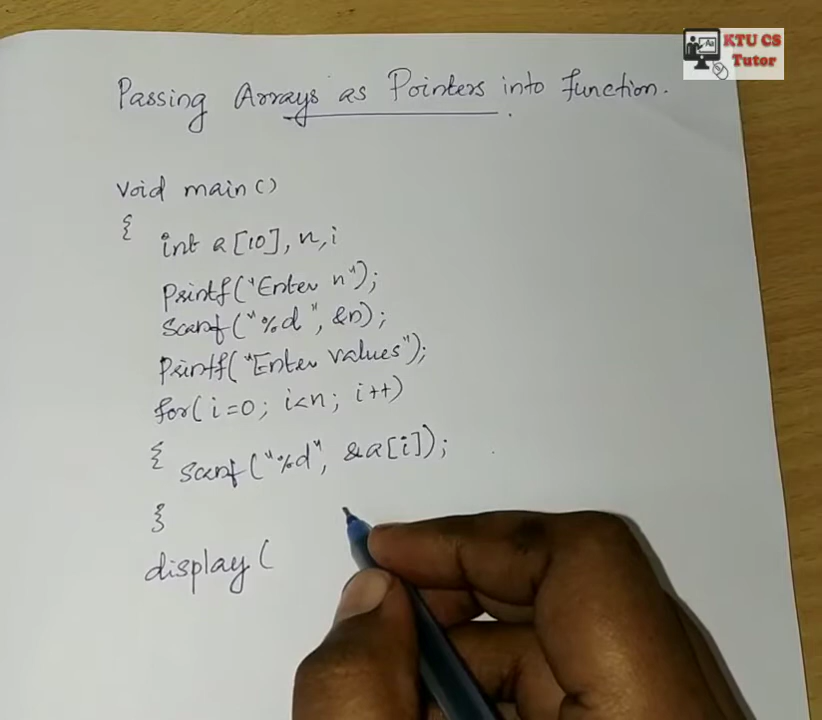 KTU CS
Tutor
Passing Arrays as Pointers into function.
void main()
{ int a[10], n, i
Printf("Enter n");
Scanf("%d", &n);
Printf("Enter values");
for(i=0; i<n; i++)
{ Scanf("%d", &a[i]);
}
display (